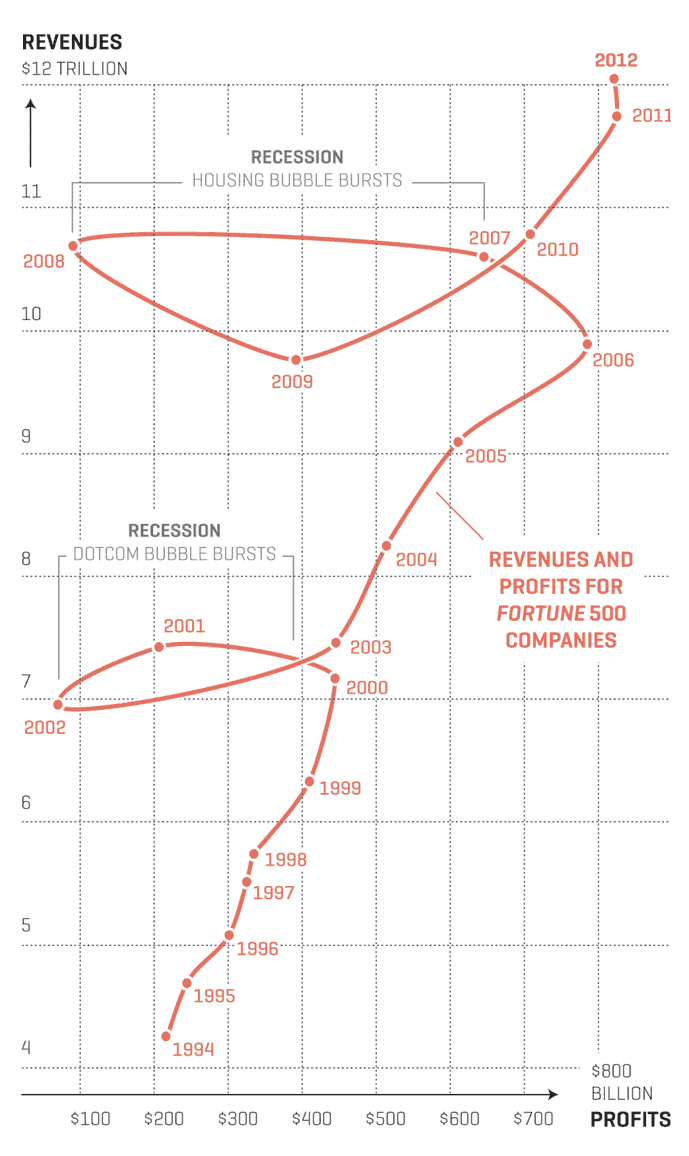 REVENUES
$12 TRILLION
2012
2011
RECESSION
HOUSING BUBBLE BURSTS
11
2007
2010
2008
10
2006
2009
9
2005
RECESSION
DOTCOM BUBBLE BURSTS
8
2004
REVENUES AND
PROFITS FOR
FORTUNE 500
COMPANIES
2001
2003
7
2000
2002
1999
6
1998
1997
5
1996
1995
4
1994
$800
BILLION
$100
$200
$300
$400
$500
$600
$700
PROFITS